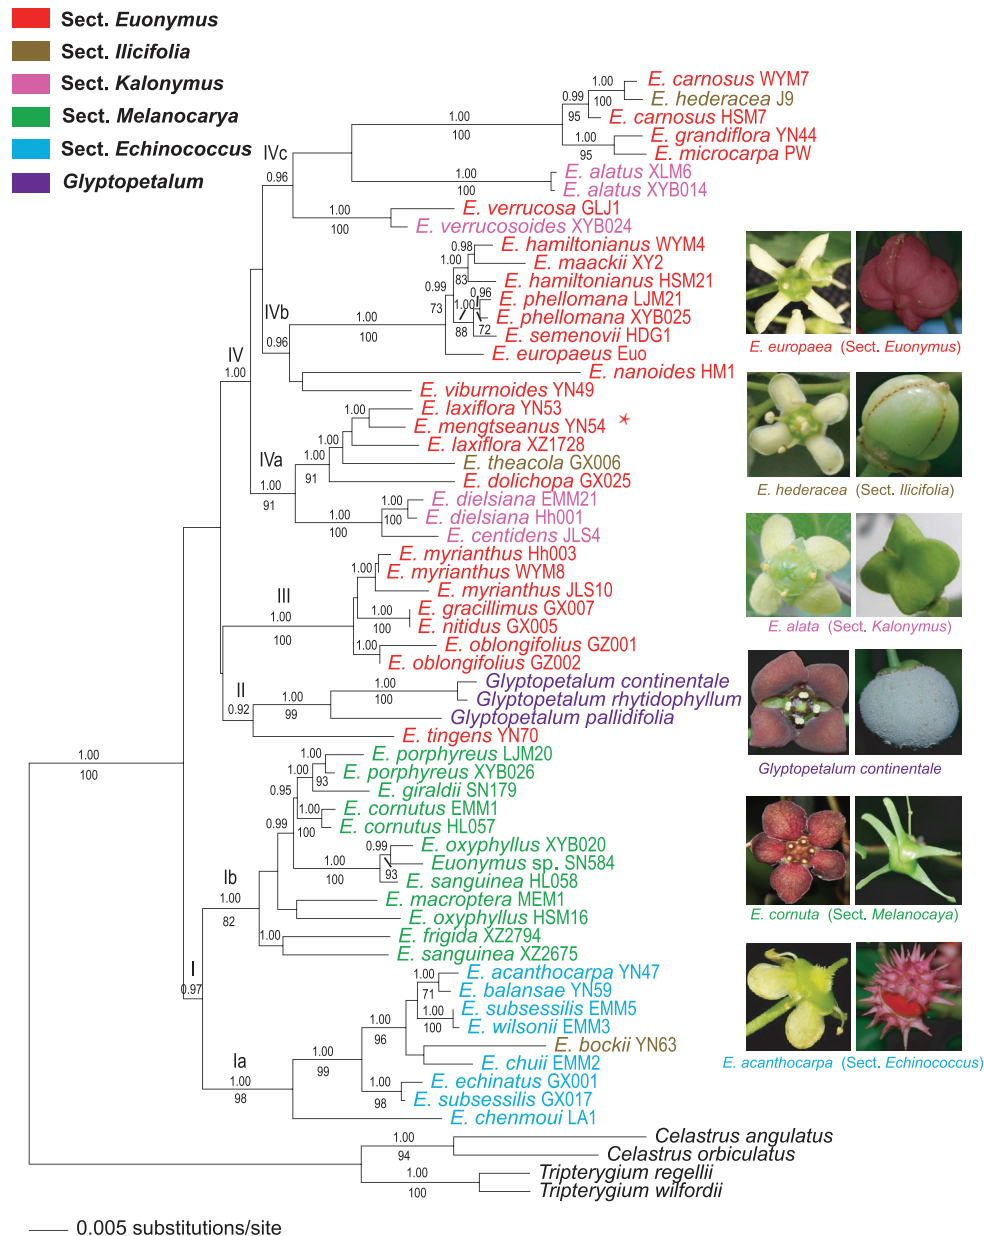 Sect. Euonymus
Sect. Ilicifolia
Sect. Kalonymus
Sect. Melanocarya
Sect. Echinococcus
Glyptopetalum
1.00
E. carnosus WYM7
0.99
100
E. hederacea J9
95
E. carnosus HSM7
1.00
100
1.00
95
E. grandiflora YN44
E. microcarpa PW
IVc
0.96
1.00
100
E. alatus XLM6
E. alatus XYB014
1.00
100
E. verrucosa GLJ1
E. verrucosoides XYB024
0.98
E. hamiltonianus WYM4
1.00
E. maackii XY2
83
E. hamiltonianus HSM21
0.99
73
0.96
1.00
E. phellomana LJM21
E. phellomana XYB025
88
72
E. semenovii HDG1
E. europaeus Euo
IVb
0.96
1.00
100
E. nanoides HM1
E. viburnoides YN49
IV
1.00
1.00
E. laxiflora YN53
E. mengtseanus YN54
E. laxiflora XZ1728
1.00
91
E. theacola GX006
E. dolichopa GX025
IVa
1.00
91
1.00
100
E. dielsiana EMM21
E. dielsiana Hh001
1.00
100
E. centidens JLS4
E. myrianthus Hh003
1.00
E. myrianthus WYM8
E. myrianthus JLS10
III
1.00
100
1.00
100
E. gracillimus GX007
E. nitidus GX005
1.00
E. oblongifolius GZ001
E. oblongifolius GZ002
II
0.92
1.00
99
1.00
100
Glyptopetalum continentale
Glyptopetalum rhytidophyllum
Glyptopetalum pallidifolia
E. tingens YN70
1.00
100
1.00
93
E. porphyreus LJM20
E. porphyreus XYB026
0.95
E. giraldii SN179
1.00
100
E. cornutus EMM1
E. cornutus HL057
0.99
0.99
E. oxyphyllus XYB020
1.00
100
93
Euonymus sp. SN584
E. sanguinea HL058
Ib
1.00
82
E. macroptera MEM1
E. oxyphyllus HSM16
1.00
E. frigida XZ2794
E. sanguinea XZ2675
I
0.97
1.00
71
E. acanthocarpa YN47
E. balansae YN59
1.00
100
E. subsessilis EMM5
E. wilsonii EMM3
1.00
96
E. bockii YN63
E. chuii EMM2
1.00
99
1.00
98
E. echinatus GX001
E. subsessilis GX017
Ia
1.00
98
E. chenmoui LA1
1.00
94
Celastrus angulatus
Celastrus orbiculatus
1.00
100
Tripterygium regellii
Tripterygium wilfordii
0.005 substitutions/site
E. europaea (Sect. Euonymus)
E. hederacea (Sect. Ilicifolia)
E. alata (Sect. Kalonymus)
Glyptopetalum continentale
E. cornuta (Sect. Melanocaya)
E. acanthocarpa (Sect. Echinococcus)